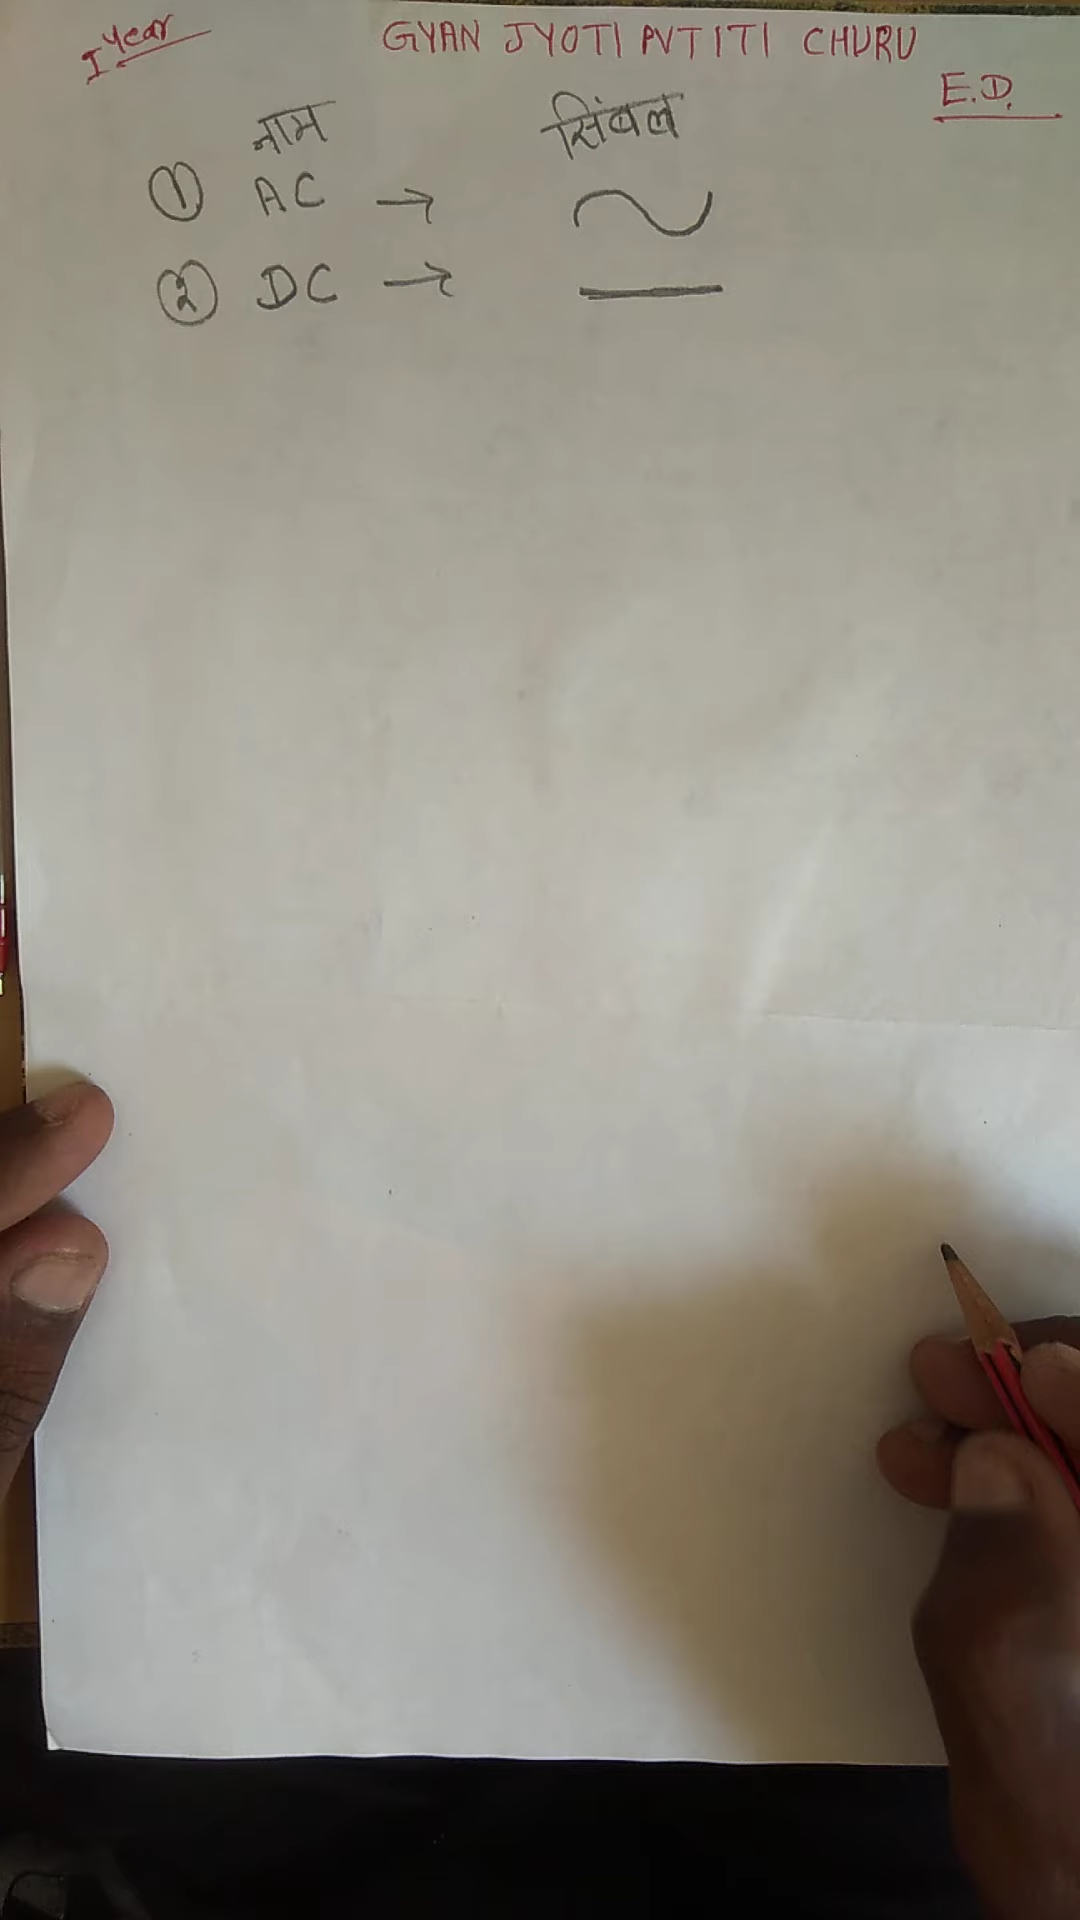 I Year
GYAN JYOTI PVT ITI CHURU
E.D.
नाम सिंबल
① AC → ~
② DC → —